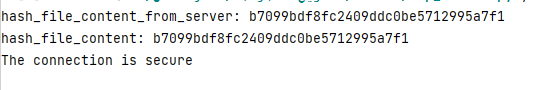 hash_file_content_from_server: b7099bdf8fc2409ddc0be5712995a7f1
hash_file_content: b7099bdf8fc2409ddc0be5712995a7f1
The connection is secure